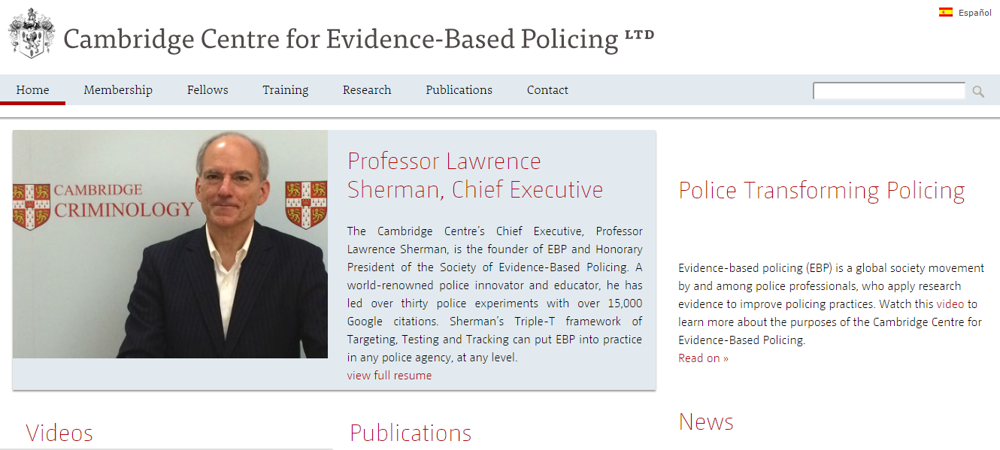 Español
Cambridge Centre for Evidence-Based Policing LTD
Home Membership Fellows Training Research Publications Contact
CAMBRIDGE
CRIMINOLOGY
Professor Lawrence
Sherman, Chief Executive
The Cambridge Centre’s Chief Executive, Professor
Lawrence Sherman, is the founder of EBP and Honorary
President of the Society of Evidence-Based Policing. A
world-renowned police innovator and educator, he has
led over thirty police experiments with over 15,000
Google citations. Sherman’s Triple-T framework of
Targeting, Testing and Tracking can put EBP into practice
in any police agency, at any level.
view full resume
Police Transforming Policing
Evidence-based policing (EBP) is a global society movement
by and among police professionals, who apply research
evidence to improve policing practices. Watch this video to
learn more about the purposes of the Cambridge Centre for
Evidence-Based Policing.
Read on »
Videos
Publications
News